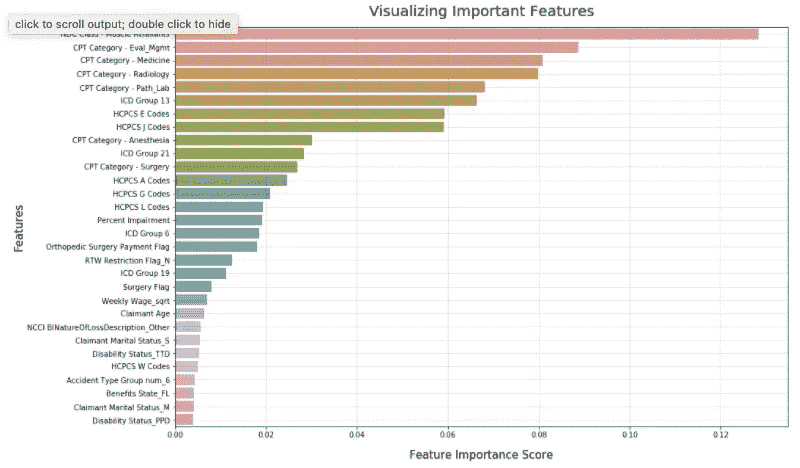 Visualizing Important Features
click to scroll output; double click to hide
NDC Class - Muscle Relaxants
CPT Category - Eval_Mgmt
CPT Category - Medicine
CPT Category - Radiology
CPT Category - Path_Lab
ICD Group 13
HCPCS E Codes
HCPCS J Codes
CPT Category - Anesthesia
ICD Group 21
CPT Category - Surgery
HCPCS A Codes
HCPCS G Codes
HCPCS L Codes
Percent Impairment
ICD Group 6
Orthopedic Surgery Payment Flag
RTW Restriction Flag_N
ICD Group 19
Surgery Flag
Weekly Wage_sqrt
Claimant Age
NCCI BINatureOfLossDescription_Other
Claimant Marital Status_S
Disability Status_TTD
HCPCS W Codes
Accident Type Group num_6
Benefits State_FL
Claimant Marital Status_M
Disability Status_PPD
Features
0.00 0.02 0.04 0.06 0.08 0.10 0.12
Feature Importance Score